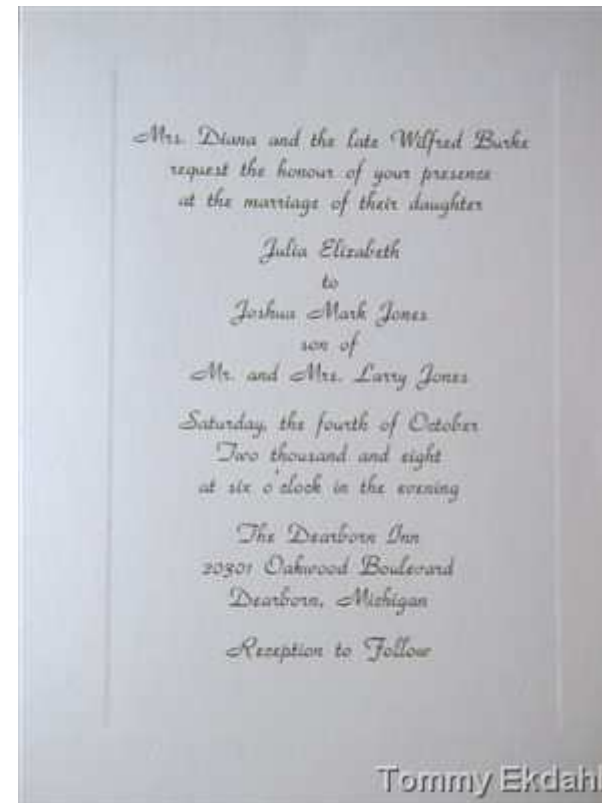 Mrs. Diana and the late Wilfred Burke
request the honour of your presence
at the marriage of their daughter
Julia Elizabeth
to
Joshua Mark Jones
son of
Mr. and Mrs. Larry Jones
Saturday, the fourth of October
Two thousand and eight
at six o'clock in the evening
The Dearborn Inn
20301 Oakwood Boulevard
Dearborn, Michigan
Reception to Follow
Tommy Ekdahl